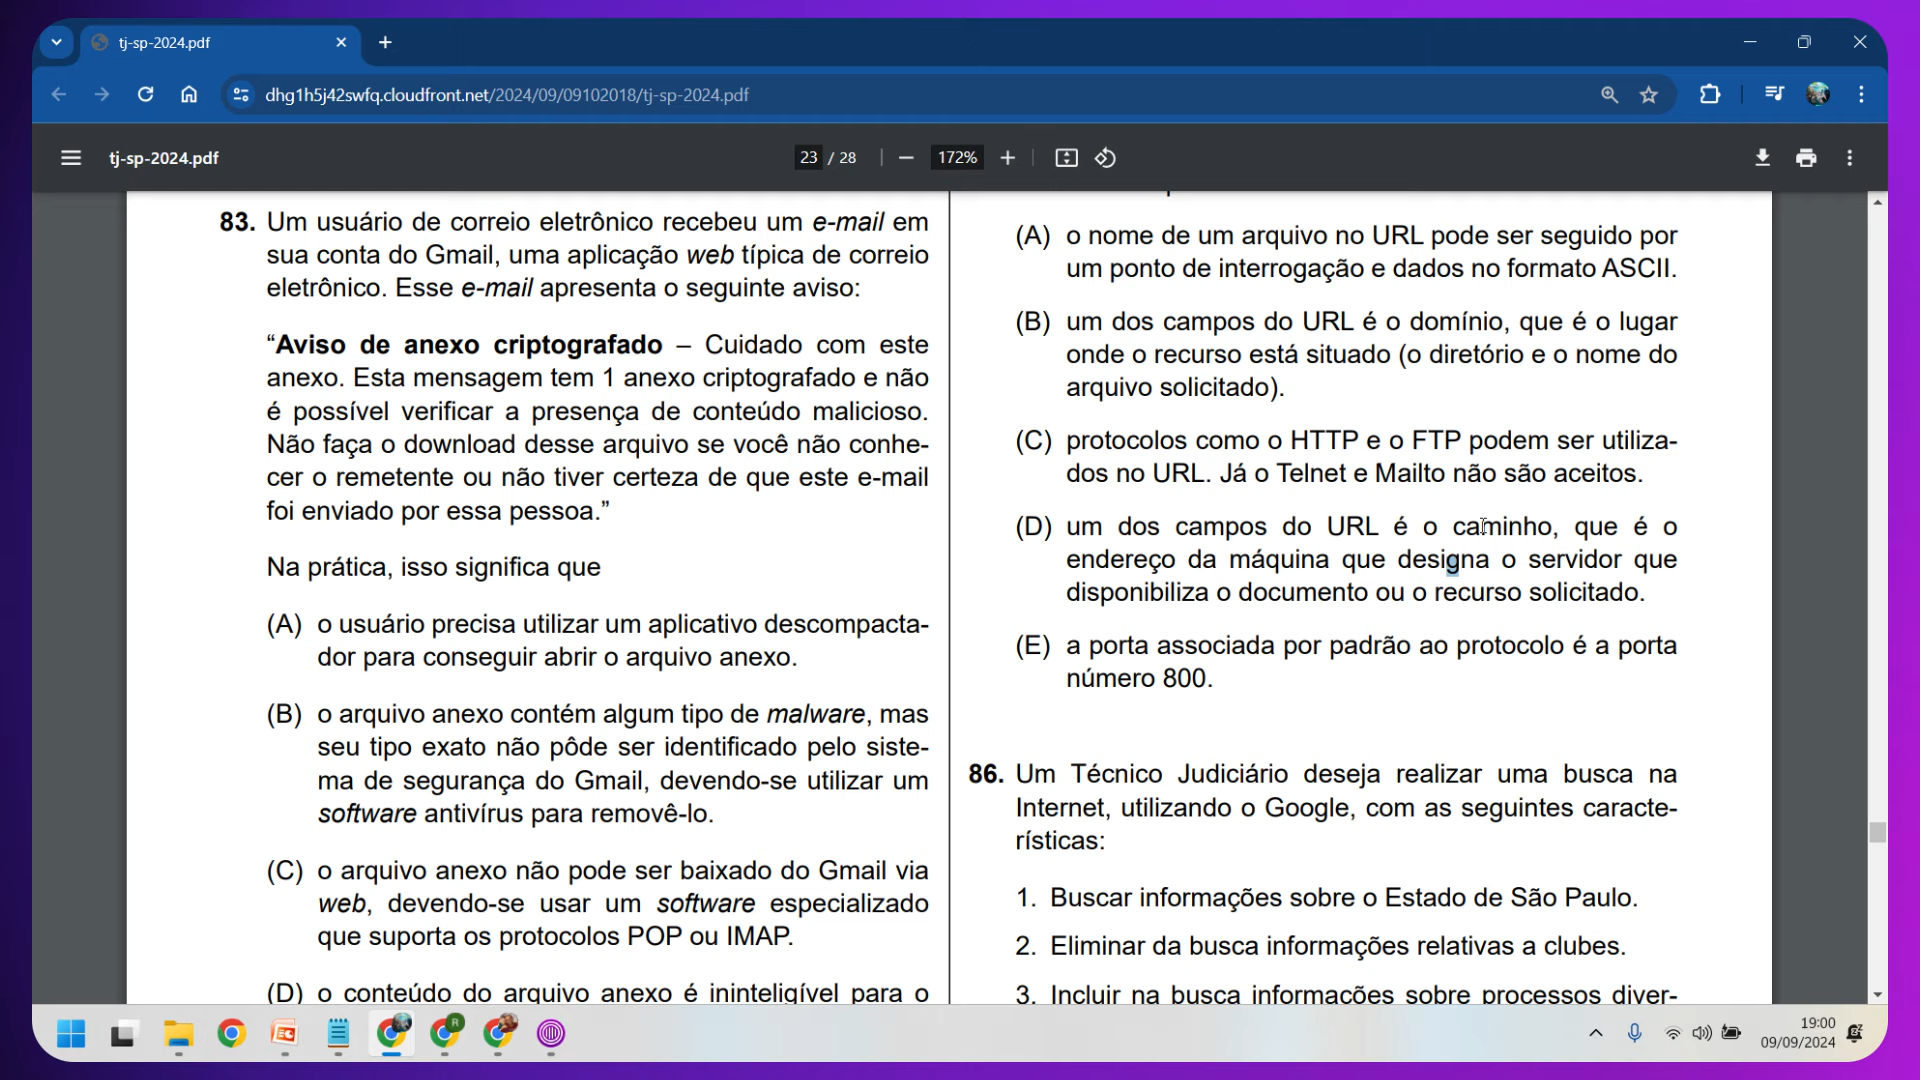 tj-sp-2024.pdf
dhg1h5j42swfq.cloudfront.net/2024/09/09102018/tj-sp-2024.pdf
tj-sp-2024.pdf
23 / 28
172%
83. Um usuário de correio eletrônico recebeu um e-mail em
sua conta do Gmail, uma aplicação web típica de correio
eletrônico. Esse e-mail apresenta o seguinte aviso:
“Aviso de anexo criptografado – Cuidado com este
anexo. Esta mensagem tem 1 anexo criptografado e não
é possível verificar a presença de conteúdo malicioso.
Não faça o download desse arquivo se você não conhe-
cer o remetente ou não tiver certeza de que este e-mail
foi enviado por essa pessoa.”
Na prática, isso significa que
(A) o usuário precisa utilizar um aplicativo descompacta-
dor para conseguir abrir o arquivo anexo.
(B) o arquivo anexo contém algum tipo de malware, mas
seu tipo exato não pôde ser identificado pelo siste-
ma de segurança do Gmail, devendo-se utilizar um
software antivírus para removê-lo.
(C) o arquivo anexo não pode ser baixado do Gmail via
web, devendo-se usar um software especializado
que suporta os protocolos POP ou IMAP.
(D) o conteúdo do arquivo anexo é ininteligível para o
(A) o nome de um arquivo no URL pode ser seguido por
um ponto de interrogação e dados no formato ASCII.
(B) um dos campos do URL é o domínio, que é o lugar
onde o recurso está situado (o diretório e o nome do
arquivo solicitado).
(C) protocolos como o HTTP e o FTP podem ser utiliza-
dos no URL. Já o Telnet e Mailto não são aceitos.
(D) um dos campos do URL é o caminho, que é o
endereço da máquina que designa o servidor que
disponibiliza o documento ou o recurso solicitado.
(E) a porta associada por padrão ao protocolo é a porta
número 800.
86. Um Técnico Judiciário deseja realizar uma busca na
Internet, utilizando o Google, com as seguintes caracte-
rísticas:
1. Buscar informações sobre o Estado de São Paulo.
2. Eliminar da busca informações relativas a clubes.
3. Incluir na busca informações sobre processos diver-
R
19:00
09/09/2024